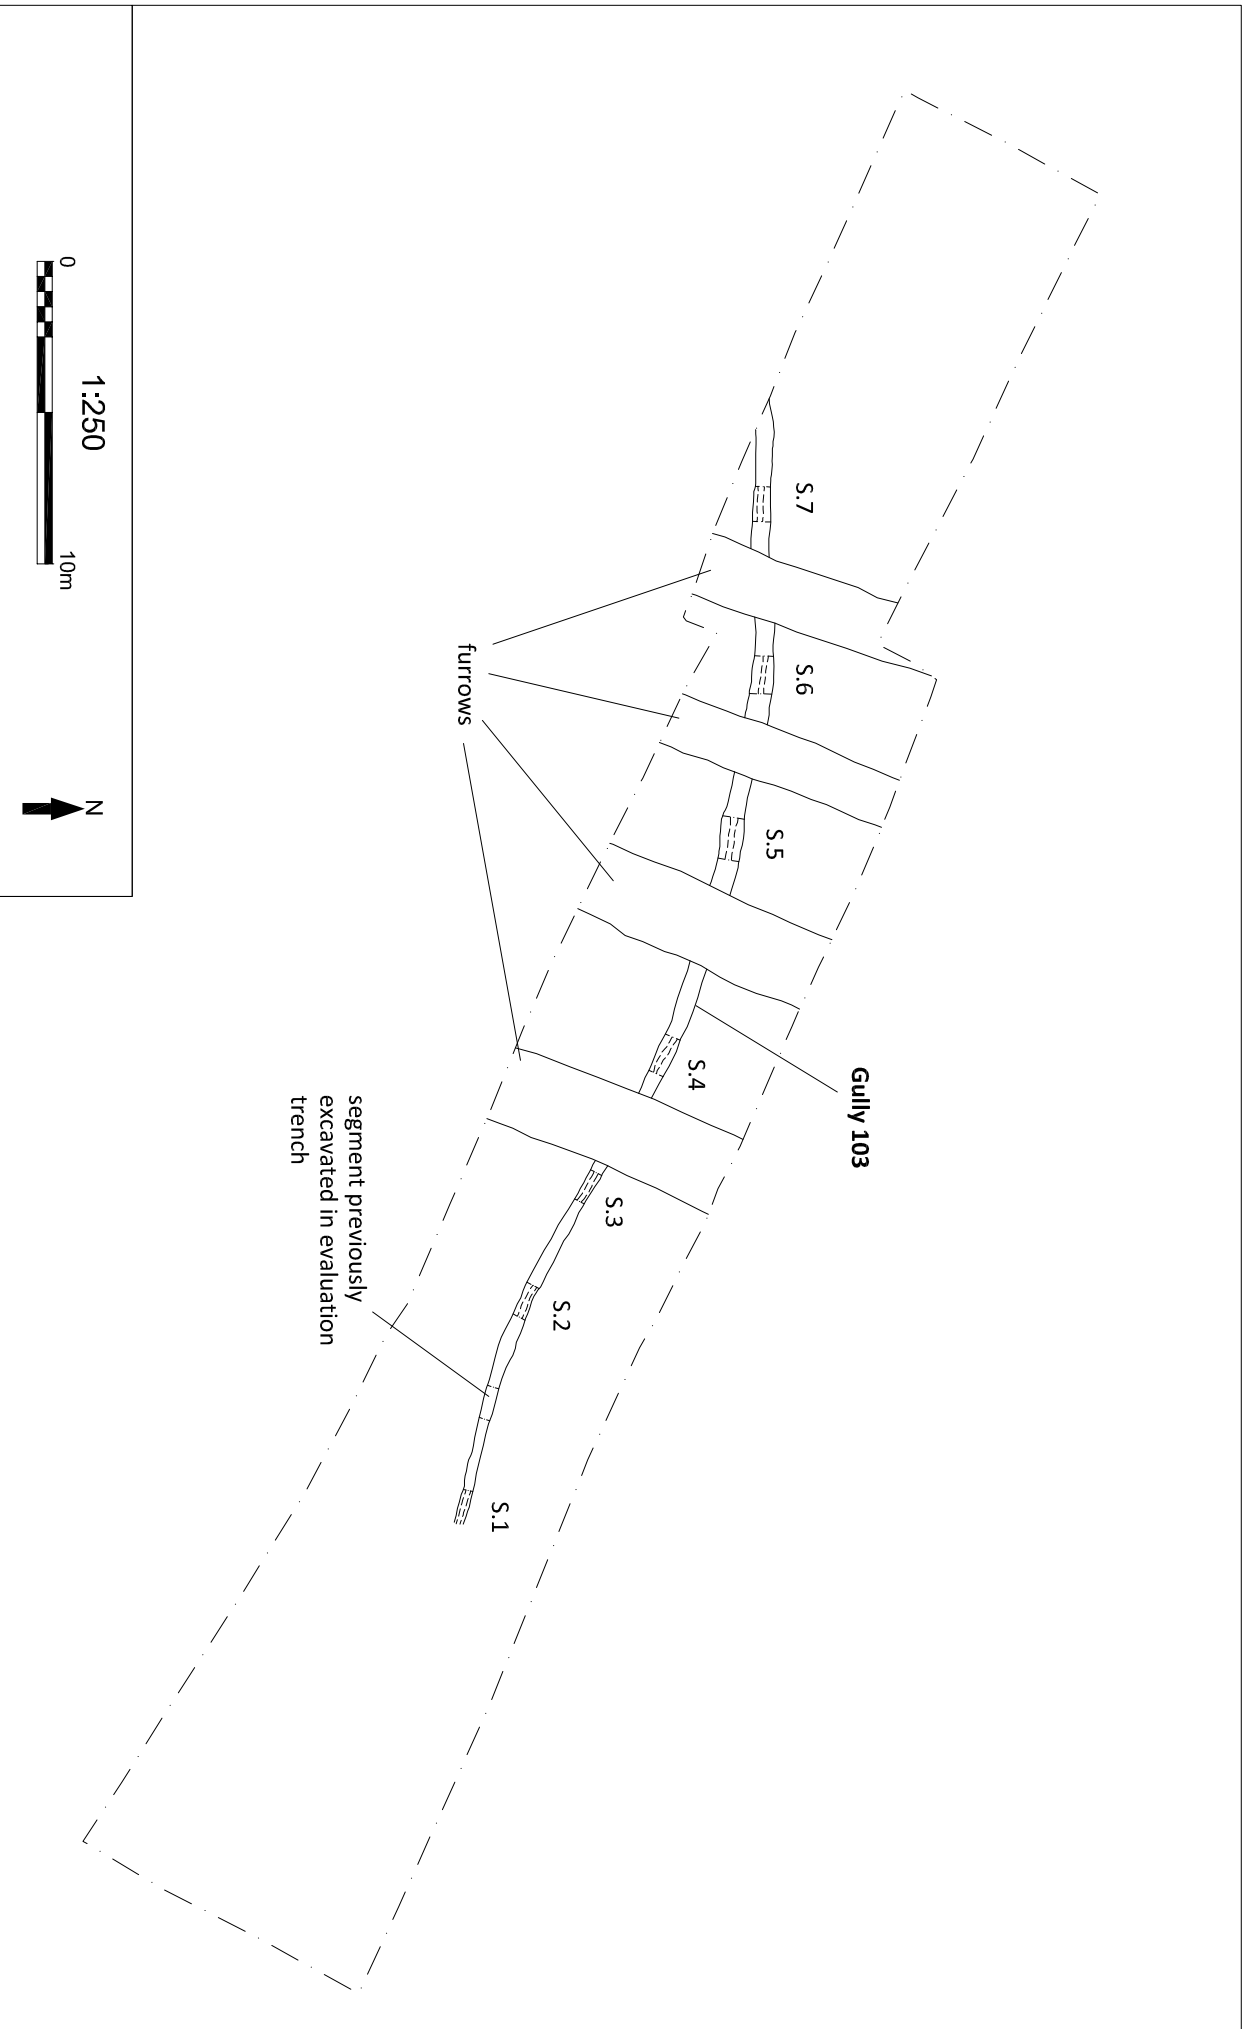 S.7
S.6
S.5
Gully 103
S.4
S.3
S.2
S.1
furrows
segment previously
excavated in evaluation
trench
1:250
0
10m
N